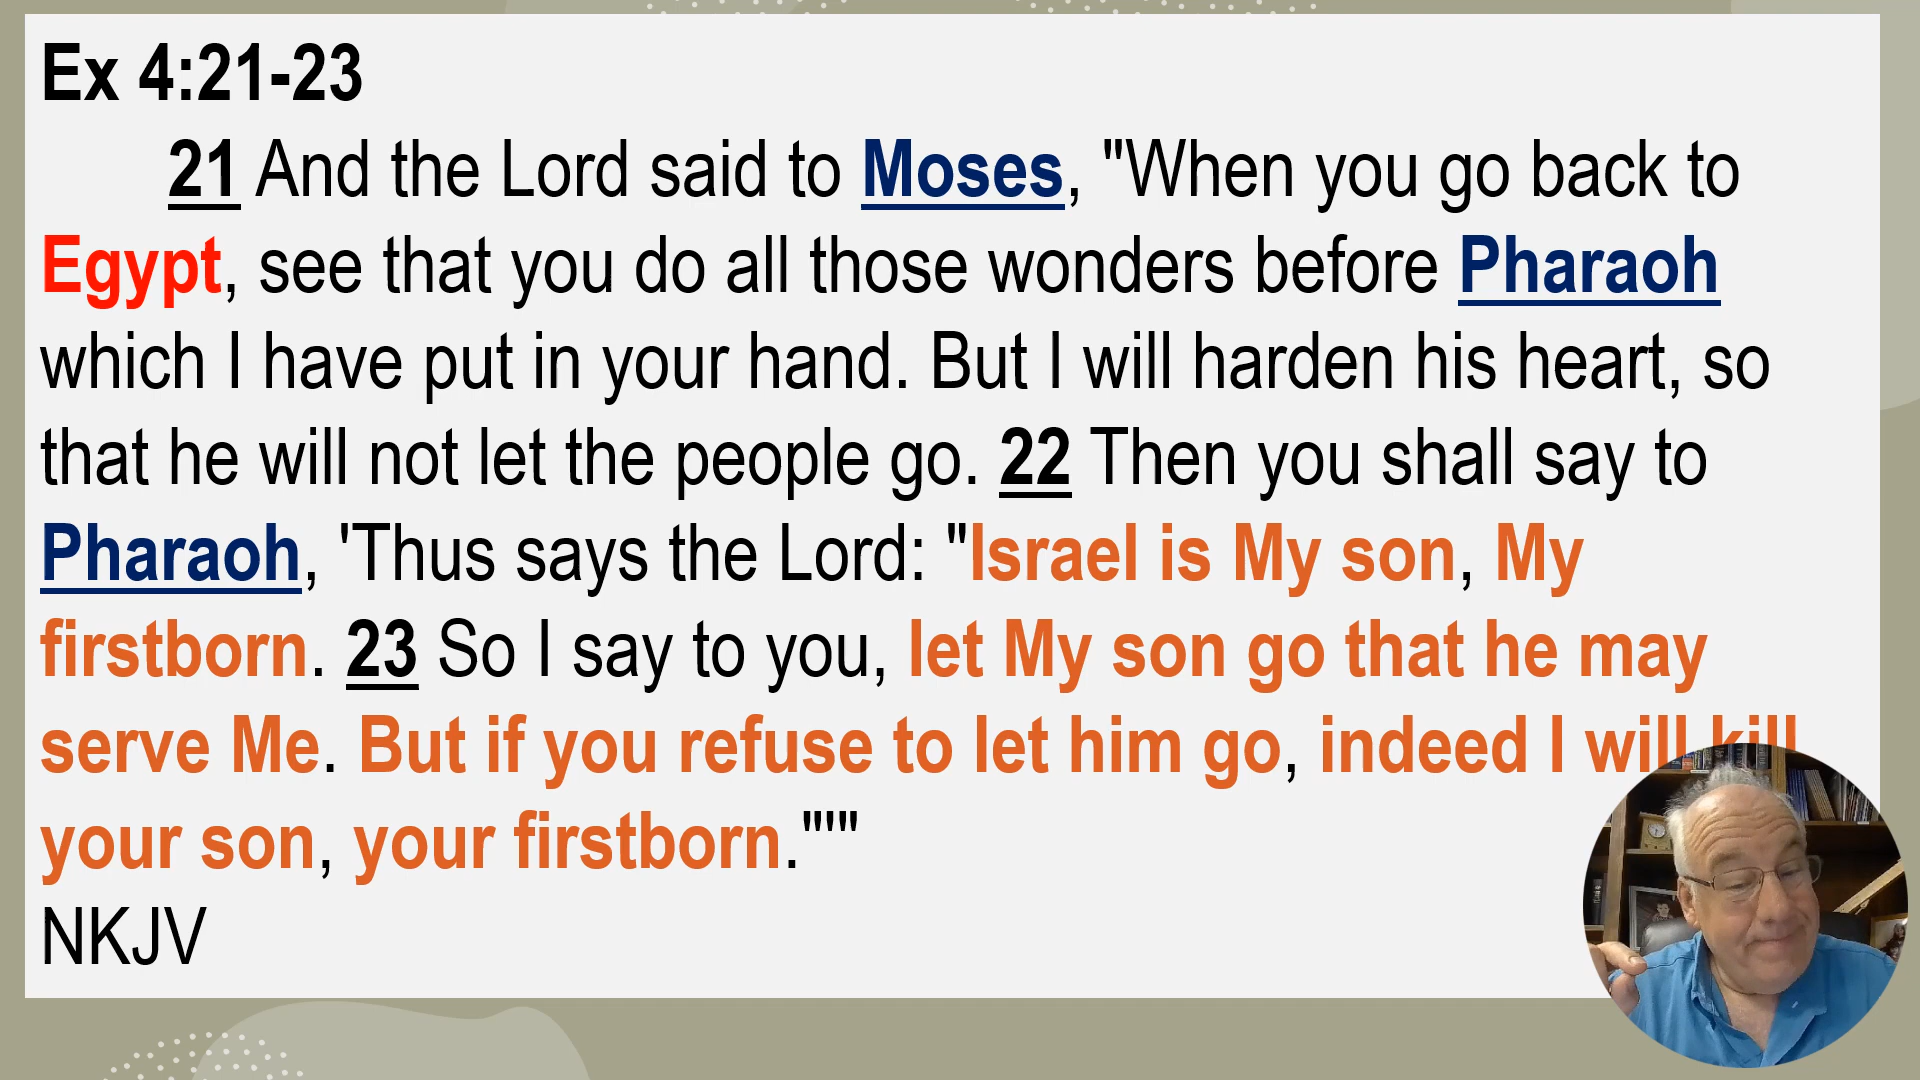 Ex 4:21-23
21 And the Lord said to Moses, "When you go back to
Egypt, see that you do all those wonders before Pharaoh
which I have put in your hand. But I will harden his heart, so
that he will not let the people go. 22 Then you shall say to
Pharaoh, 'Thus says the Lord: "Israel is My son, My
firstborn. 23 So I say to you, let My son go that he may
serve Me. But if you refuse to let him go, indeed I will kill
your son, your firstborn."'"
NKJV